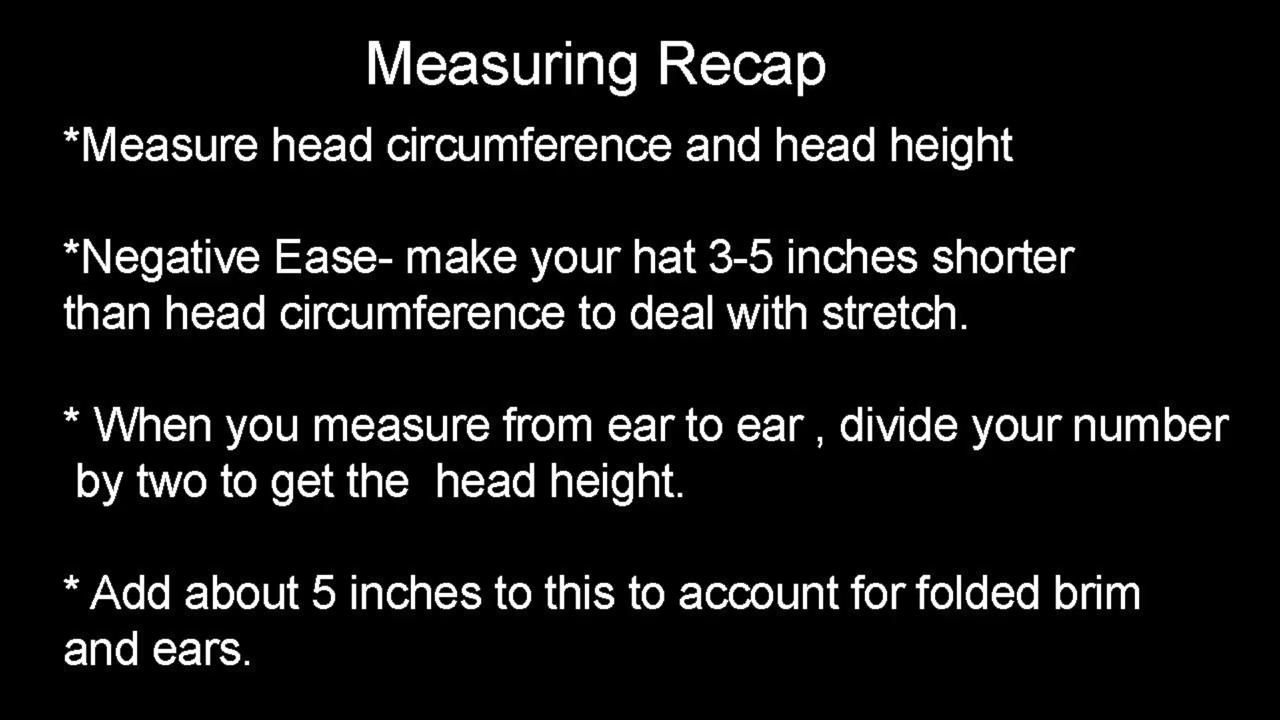 Measuring Recap
*Measure head circumference and head height
*Negative Ease- make your hat 3-5 inches shorter
than head circumference to deal with stretch.
* When you measure from ear to ear , divide your number
by two to get the  head height.
* Add about 5 inches to this to account for folded brim
and ears.